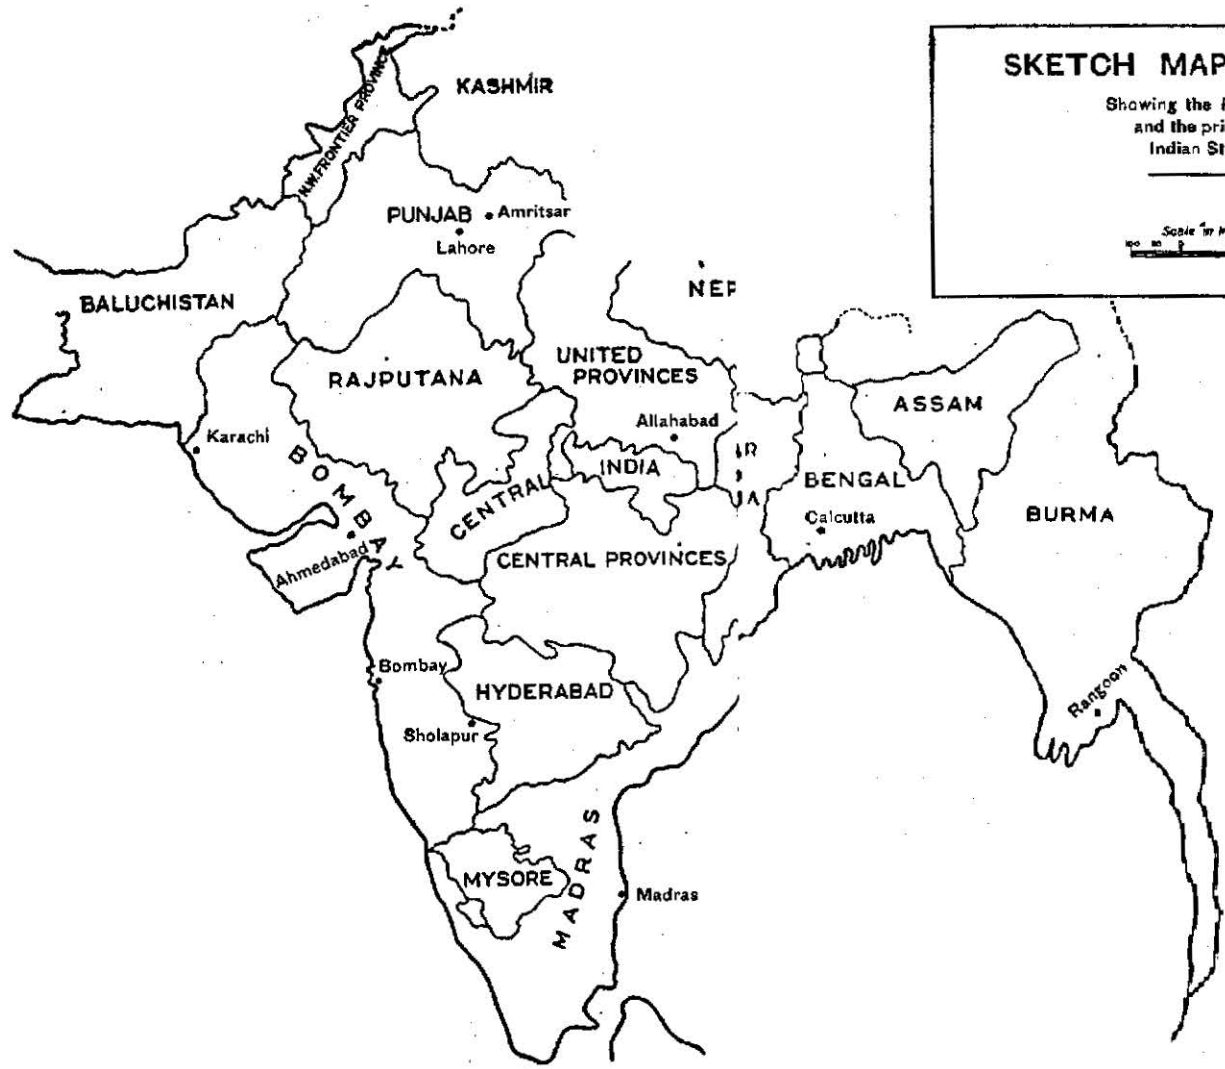 SKETCH MAP
Showing the
and the pri
Indian St
Scale in M
KASHMIR
N.W. FRONTIER PROVINCE
PUNJAB
Amritsar
Lahore
BALUCHISTAN
NEP
UNITED
PROVINCES
RAJPUTANA
ASSAM
Allahabad
Karachi
BOMBAY
CENTRAL
INDIA
BENGAL
Calcutta
BURMA
Ahmedabad
CENTRAL PROVINCES
Bombay
HYDERABAD
Rangoon
Sholapur
MADRAS
MYSORE
Madras